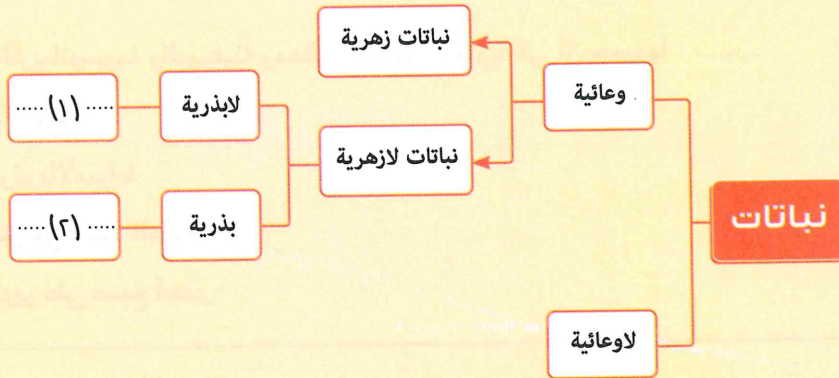 نباتات
وعائية
نباتات زهرية
نباتات لازهرية
لابذرية
..... (١) .....
بذرية
..... (٢) .....
لاوعائية